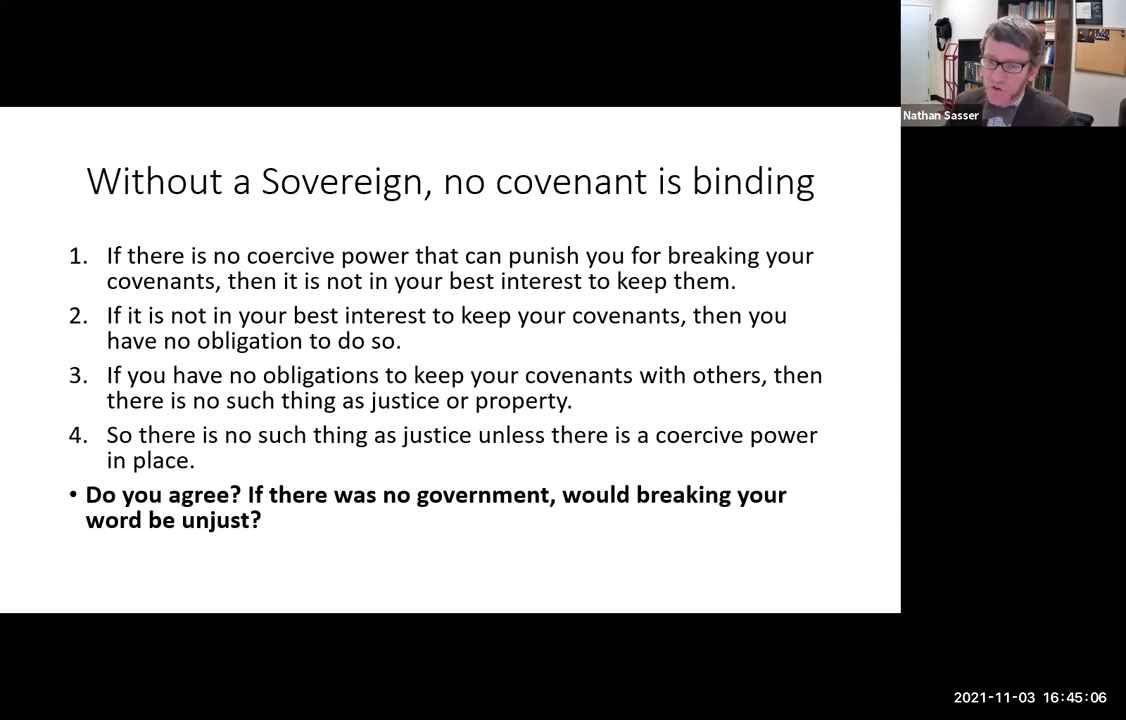 Nathan Sasser
Without a Sovereign, no covenant is binding
1. If there is no coercive power that can punish you for breaking your
covenants, then it is not in your best interest to keep them.
2. If it is not in your best interest to keep your covenants, then you
have no obligation to do so.
3. If you have no obligations to keep your covenants with others, then
there is no such thing as justice or property.
4. So there is no such thing as justice unless there is a coercive power
in place.
• Do you agree? If there was no government, would breaking your
word be unjust?
2021-11-03 16:45:06